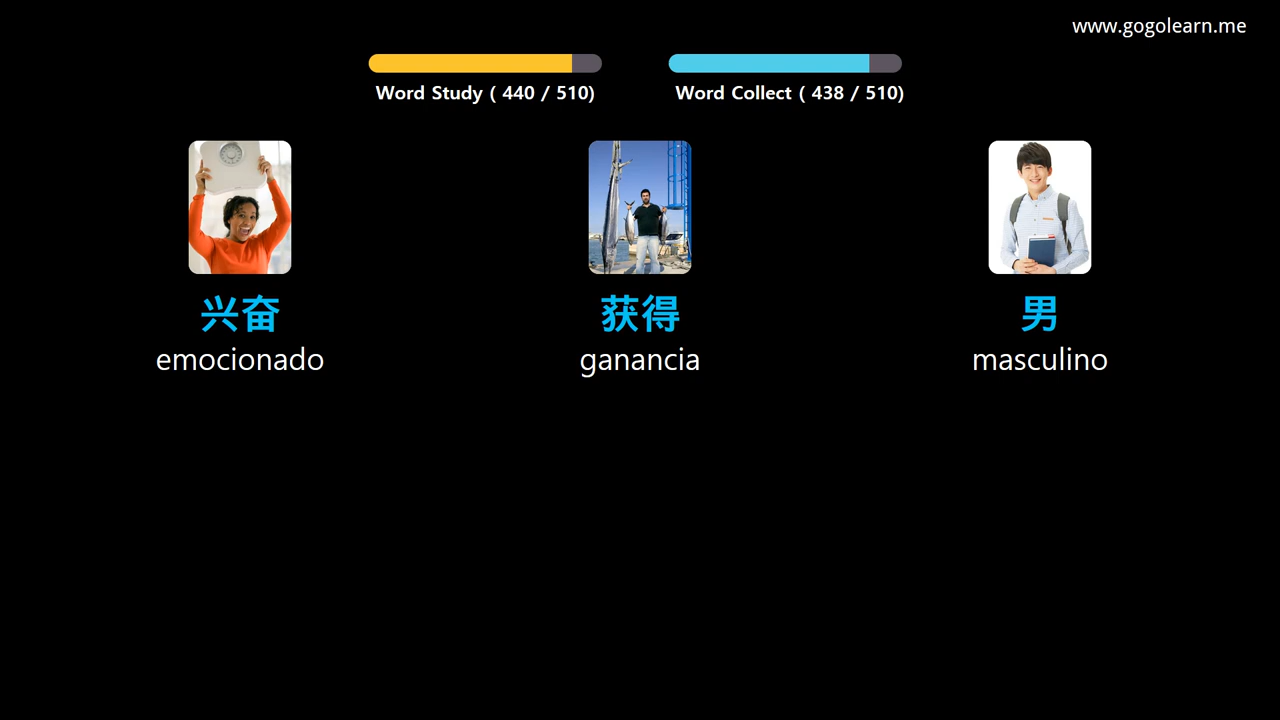 www.gogolearn.me
Word Study ( 440 / 510)
Word Collect ( 438 / 510)
兴奋
获得
男
emocionado
ganancia
masculino